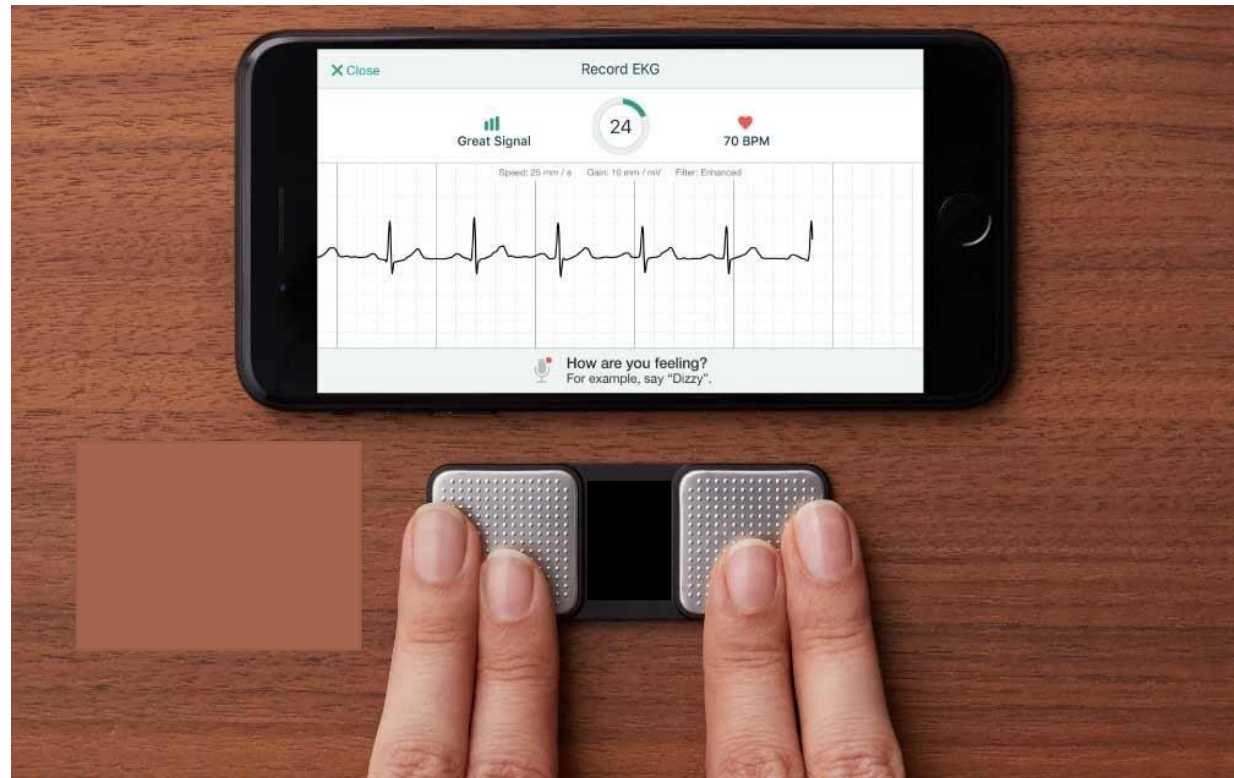 X Close
Record EKG
Great Signal
24
70 BPM
Speed: 25 mm / s Gain: 10 mm / mV Filter: Enhanced
How are you feeling?
For example, say “Dizzy”.